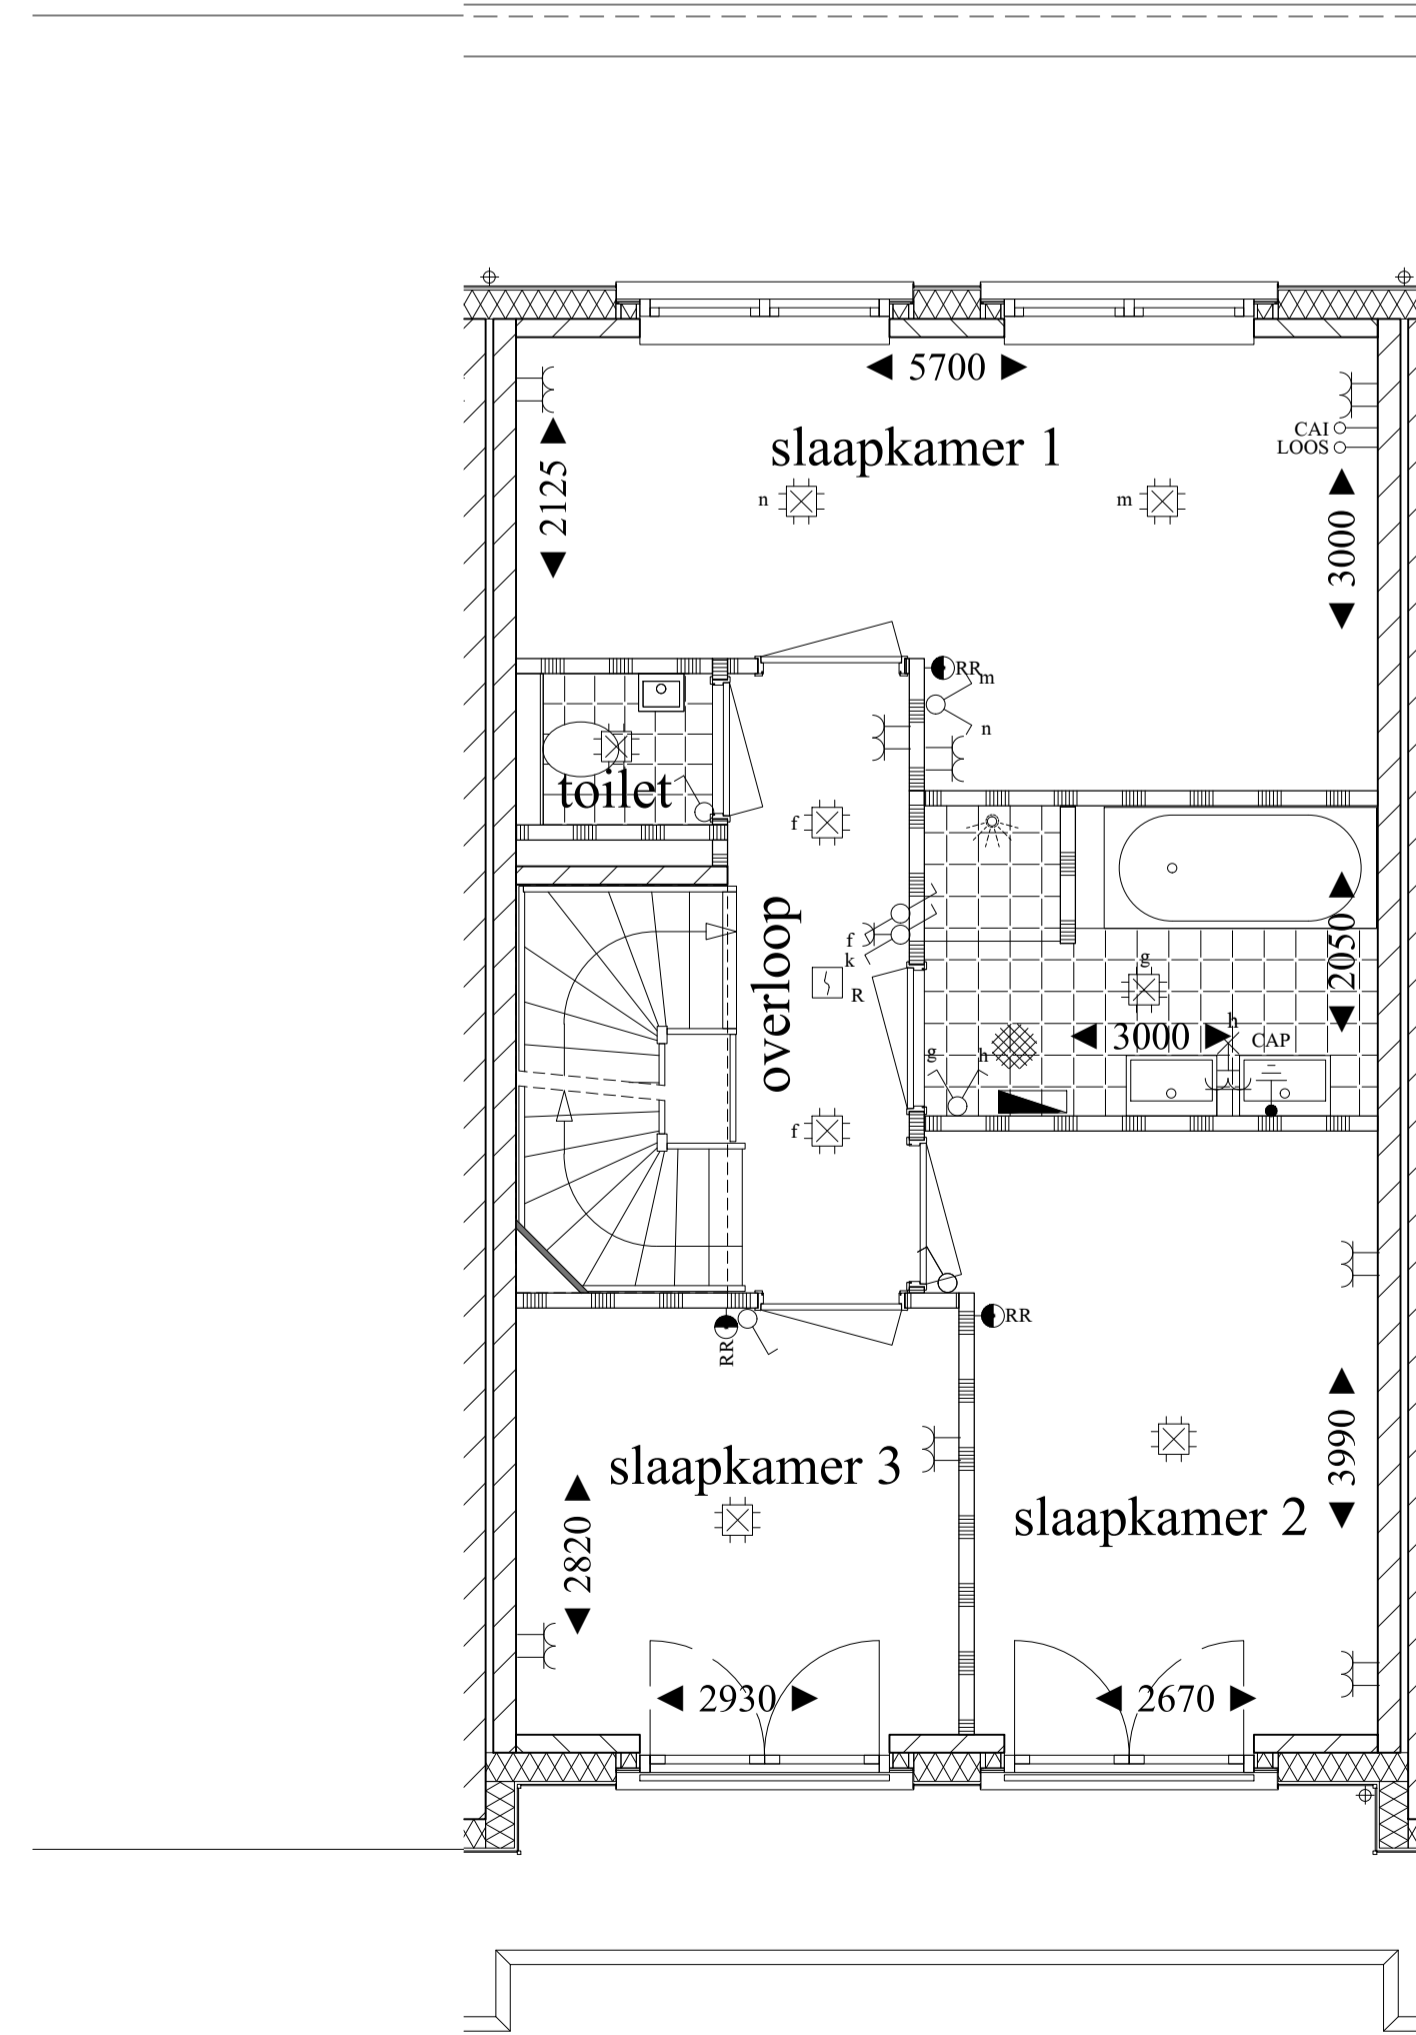 5700
slaapkamer 1
CAI
LOOS
2125
n
m
3000
RR
m
n
toilet
f
overloop
f
k
R
2050
g
3000
h
CAP
g
h
f
RR
RR
slaapkamer 3
3990
slaapkamer 2
2820
2930
2670